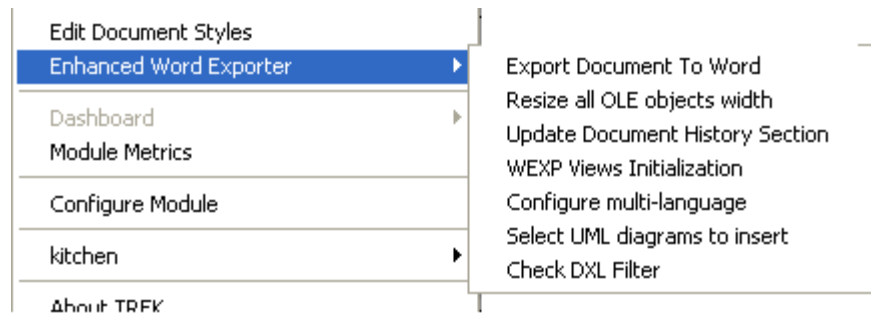 Edit Document Styles
Enhanced Word Exporter
Dashboard
Module Metrics
Configure Module
kitchen
About TREK
Export Document To Word
Resize all OLE objects width
Update Document History Section
WEXP Views Initialization
Configure multi-language
Select UML diagrams to insert
Check DXL Filter